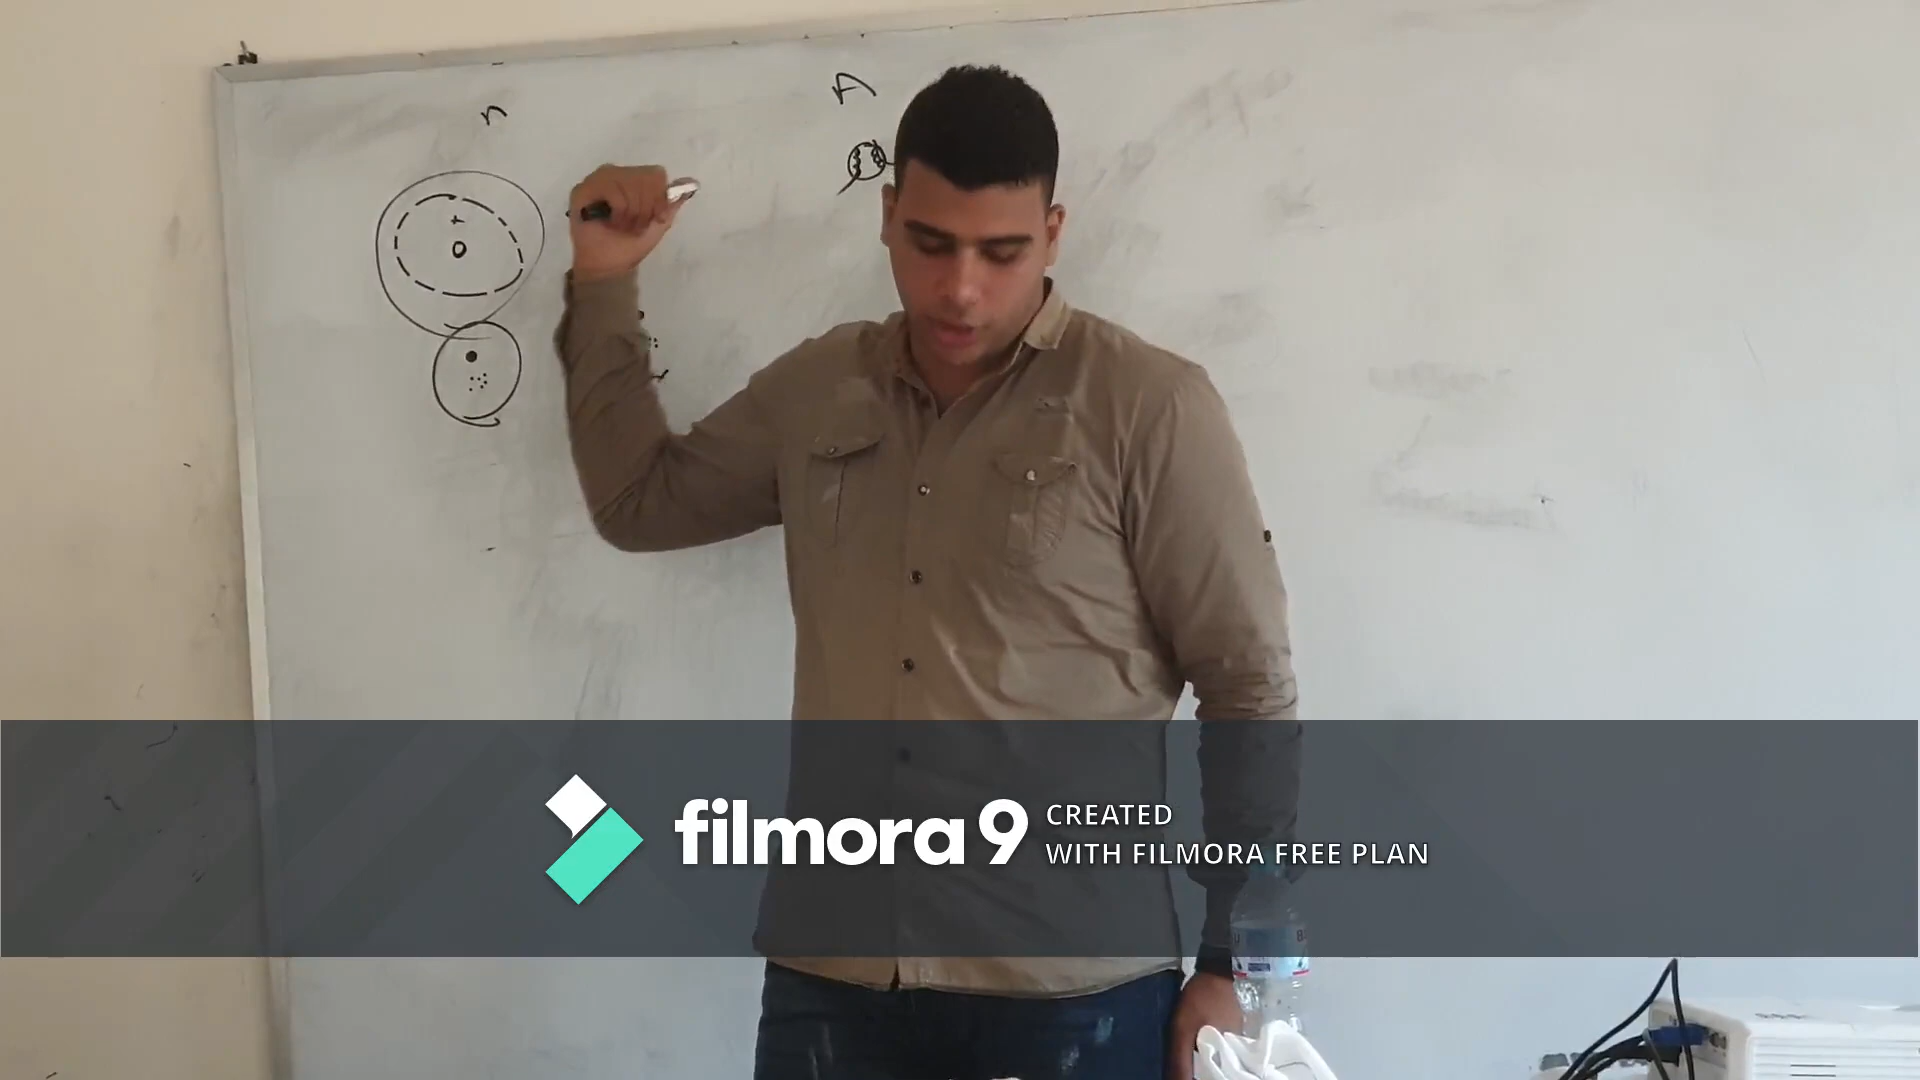 n
A
+
filmora 9
CREATED
WITH FILMORA FREE PLAN